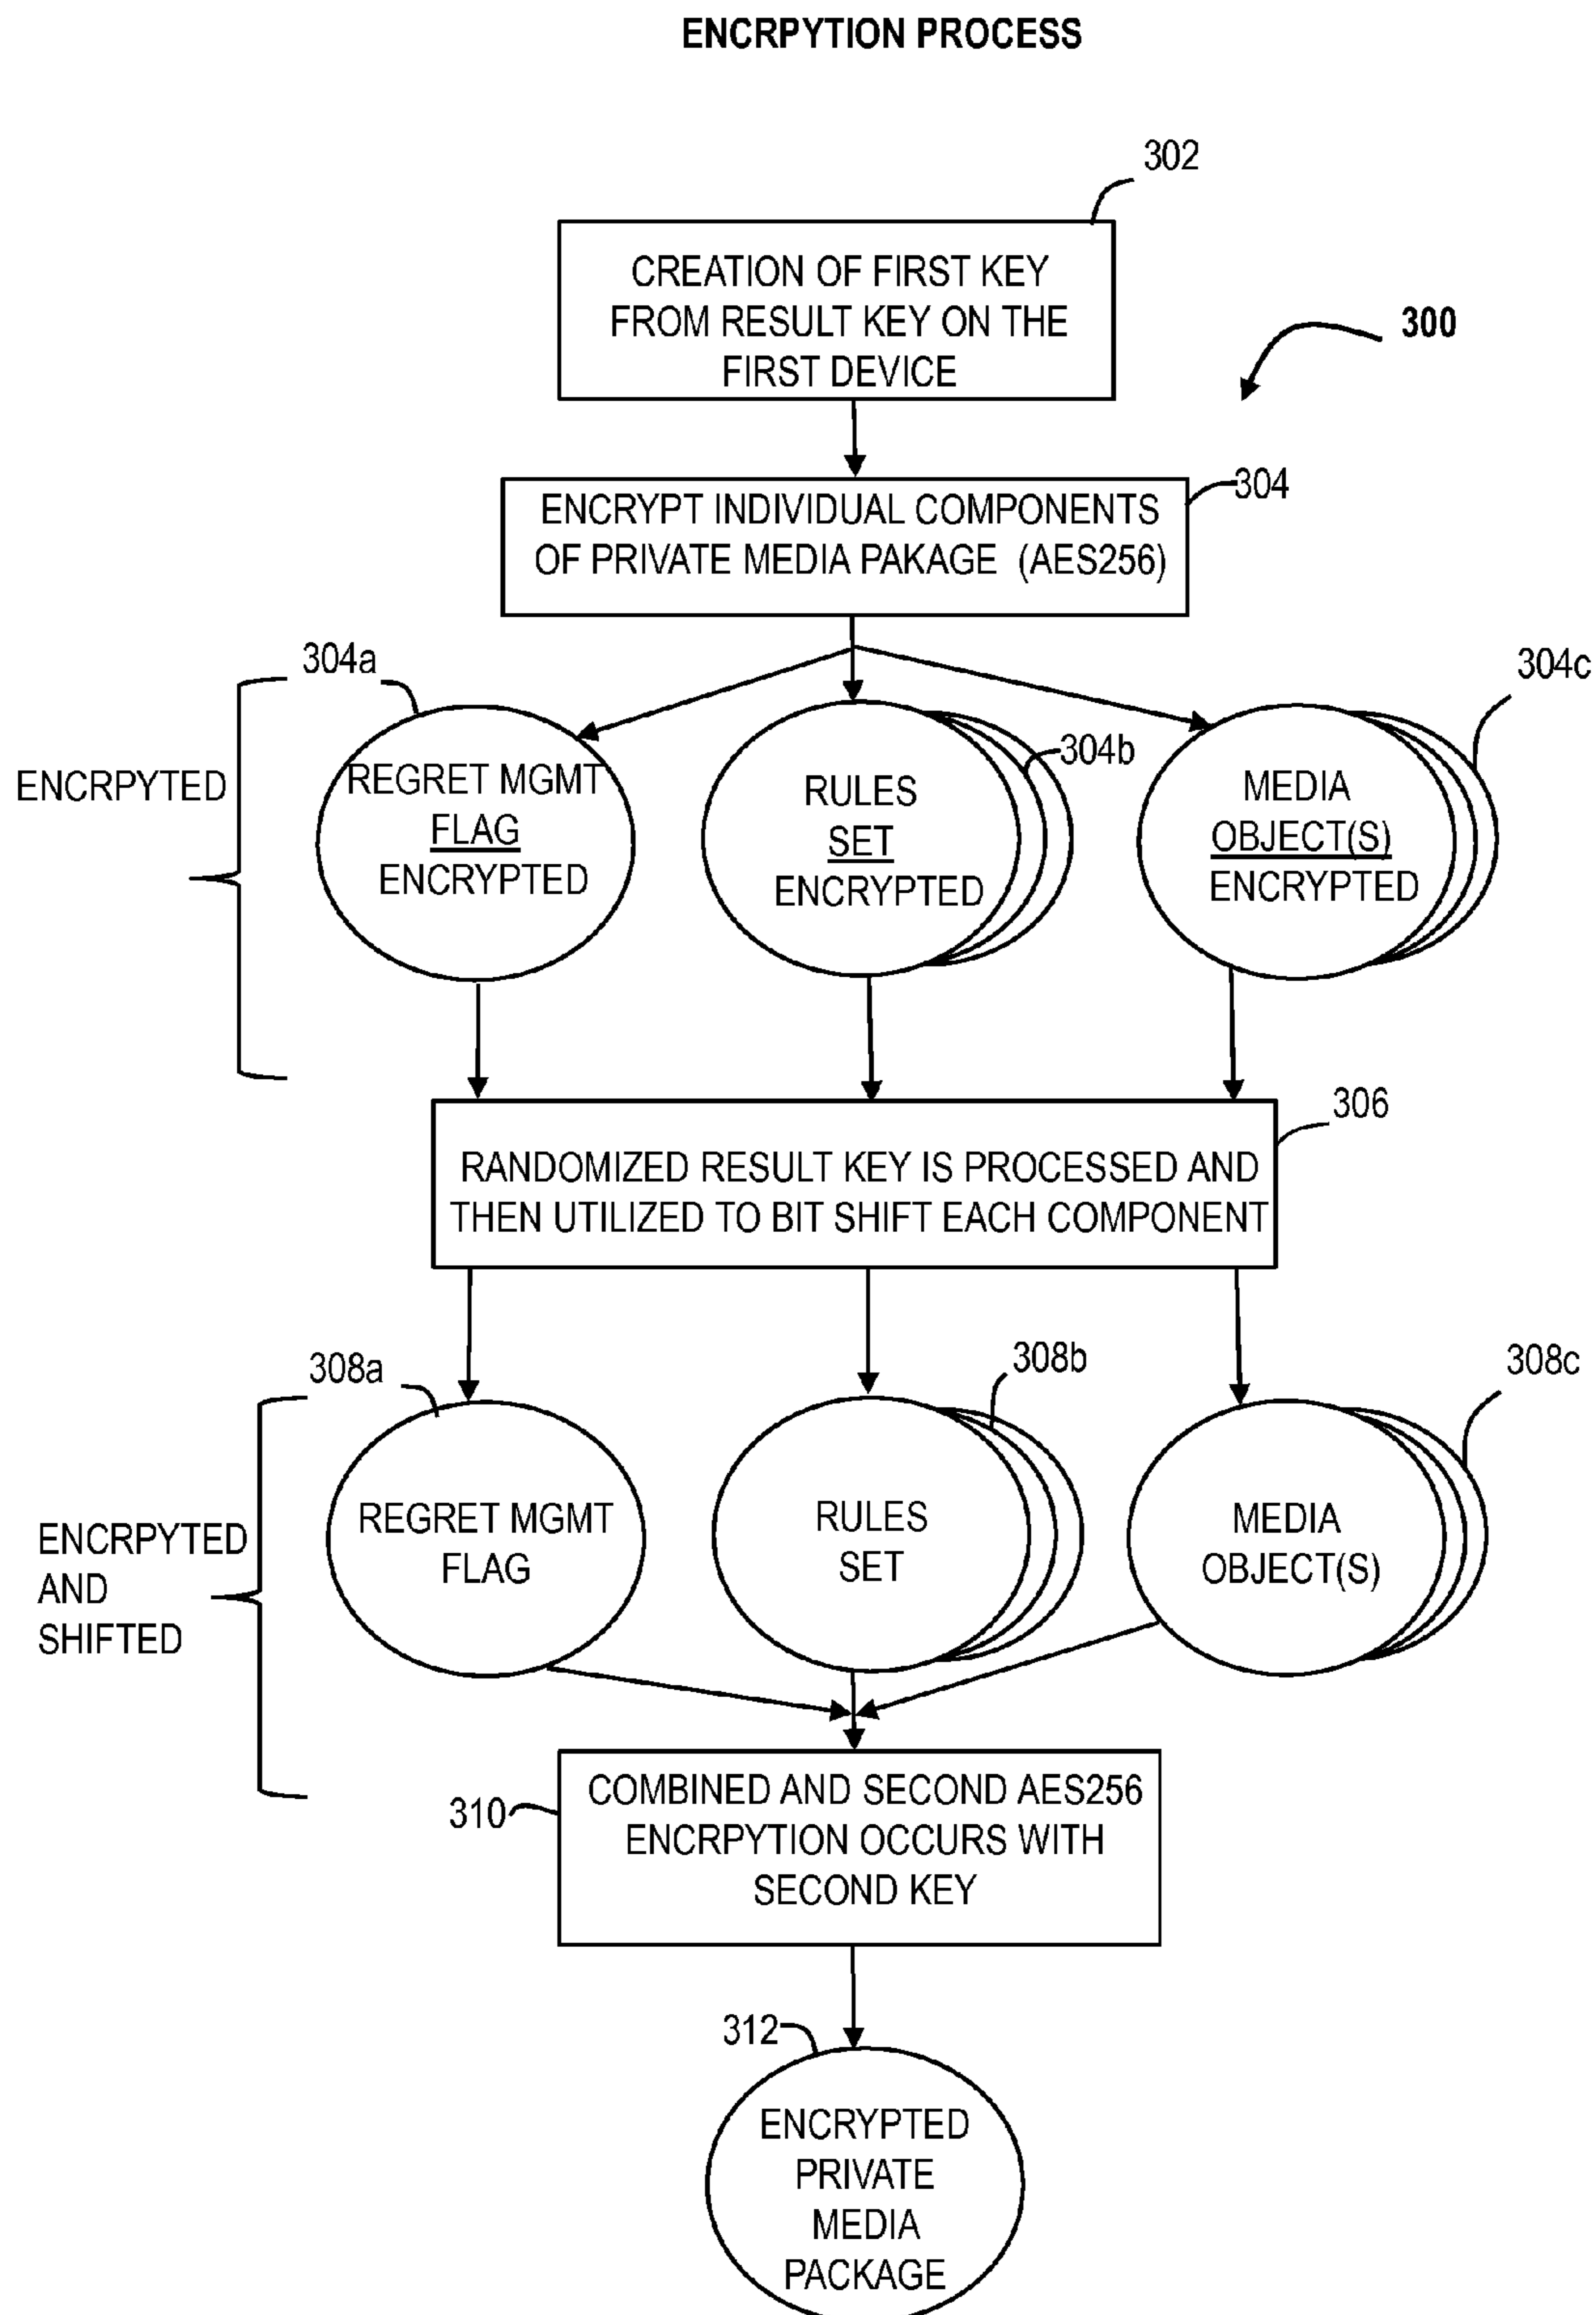 ENCRPYTION PROCESS
302
CREATION OF FIRST KEY
FROM RESULT KEY ON THE
FIRST DEVICE
300
304
ENCRYPT INDIVIDUAL COMPONENTS
OF PRIVATE MEDIA PAKAGE (AES256)
304a
304b
304c
ENCRPYTED
REGRET MGMT
FLAG
ENCRYPTED
RULES
SET
ENCRYPTED
MEDIA
OBJECT(S)
ENCRYPTED
306
RANDOMIZED RESULT KEY IS PROCESSED AND
THEN UTILIZED TO BIT SHIFT EACH COMPONENT
308a
308b
308c
ENCRPYTED
AND
SHIFTED
REGRET MGMT
FLAG
RULES
SET
MEDIA
OBJECT(S)
310
COMBINED AND SECOND AES256
ENCRPYTION OCCURS WITH
SECOND KEY
312
ENCRYPTED
PRIVATE
MEDIA
PACKAGE